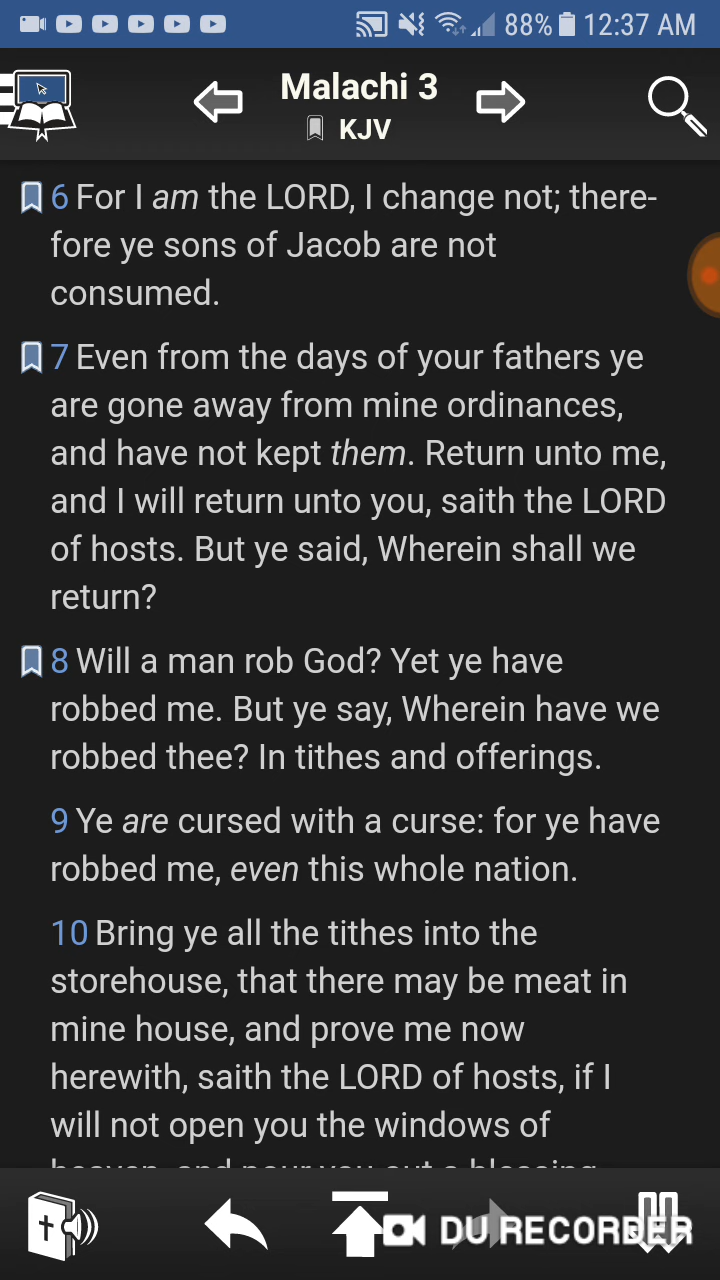 88% 12:37 AM
Malachi 3
KJV
6 For I am the LORD, I change not; there-
fore ye sons of Jacob are not
consumed.
7 Even from the days of your fathers ye
are gone away from mine ordinances,
and have not kept them. Return unto me,
and I will return unto you, saith the LORD
of hosts. But ye said, Wherein shall we
return?
8 Will a man rob God? Yet ye have
robbed me. But ye say, Wherein have we
robbed thee? In tithes and offerings.
9 Ye are cursed with a curse: for ye have
robbed me, even this whole nation.
10 Bring ye all the tithes into the
storehouse, that there may be meat in
mine house, and prove me now
herewith, saith the LORD of hosts, if I
will not open you the windows of
heaven, and pour you out a blessing,
DU RECORDER